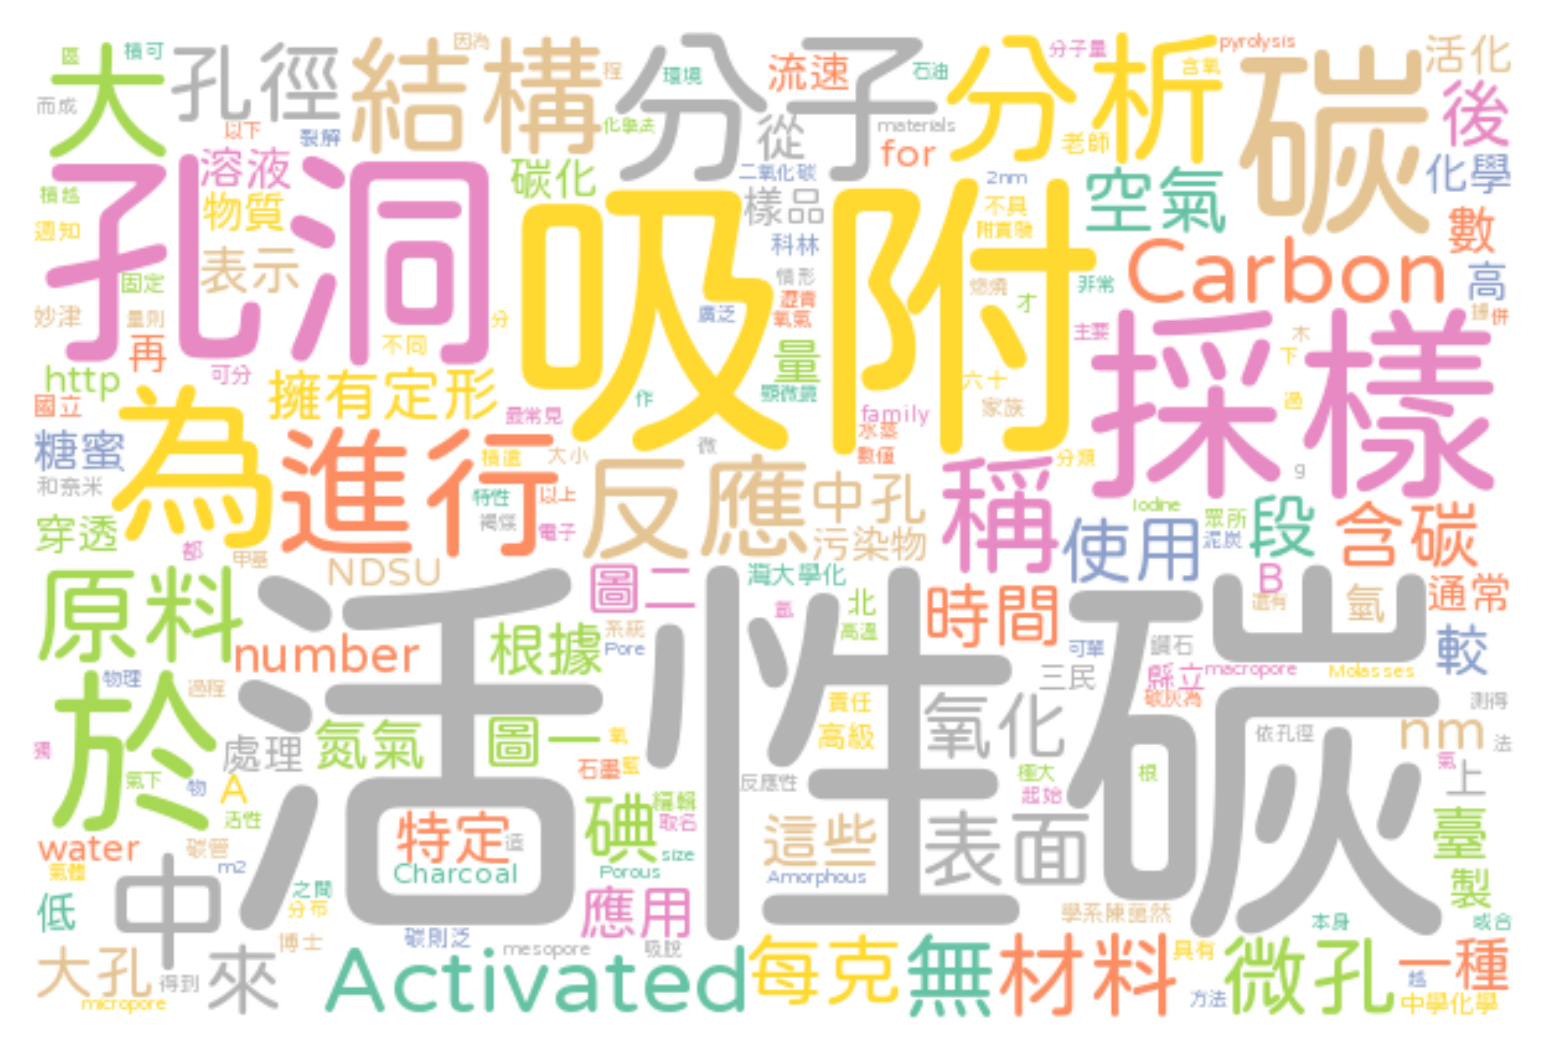 區
積可
大
而成
孔徑
結構
因為
程
分子
環境
流速
石油
分析
分子量
pyrolysis
含氧
碳
活化
後
以下
裂解
化學法
從
materials
for
老師
溶液
碳化
二氧化碳
2nm
空氣
化學
積越
物質
樣品
不具
週知
孔洞
吸附
科林
數
表示
Carbon
高
固定
情形
燃燒
非常
妙津
量則
分
廣泛
氧氣
才
主要
採樣
木
併
再
不同
量
下
http
可分
擁有定形
顯微鏡
六十
國立
為
最常見
作
family
家族
過
糖蜜
進行
積遠
大小
微
水蒸
數值
稱
分類
g
和奈米
特性
以上
反應
中孔
Iodine
穿透
褐煤
電子
污染物
使用
眾所
泥炭
段
含碳
都
甲基
NDSU
圖二
海大學化
B
原料
活性碳
氬
北
時間
還有
氫
通常
number
根據
系統
Pore
高溫
可單
鑽石
較
物理
過程
三民
縣立
macropore
Molasses
於
責任
碳灰為
測得
獨
處理
氮氣
圖一
氧
高級
氧化
依孔徑
nm
法
氣下
物
A
石墨
反應性
極大
根
氣
上
活性
特定
碘
編輯
取名
這些
起始
表面
臺
water
碳管
造
氣體
m2
Charcoal
size
Porous
Amorphous
製
低
中
之間
分布
應用
學系陳藹然
本身
或合
大孔
得到
來
博士
碳則泛
mesopore
吸脫
具有
micropore
Activated
每克
無
材料
方法
微孔
一種
越
中學化學